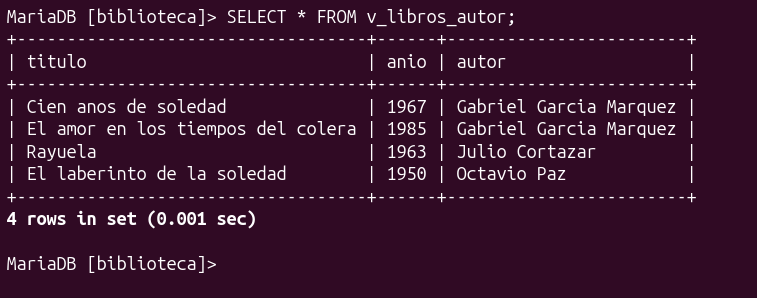 MariaDB [biblioteca]> SELECT * FROM v_libros_autor;
+-----------------------------------+------+------------------------+
| titulo                            | anio | autor                  |
+-----------------------------------+------+------------------------+
| Cien anos de soledad              | 1967 | Gabriel Garcia Marquez |
| El amor en los tiempos del colera | 1985 | Gabriel Garcia Marquez |
| Rayuela                           | 1963 | Julio Cortazar         |
| El laberinto de la soledad        | 1950 | Octavio Paz            |
+-----------------------------------+------+------------------------+
4 rows in set (0.001 sec)

MariaDB [biblioteca]>